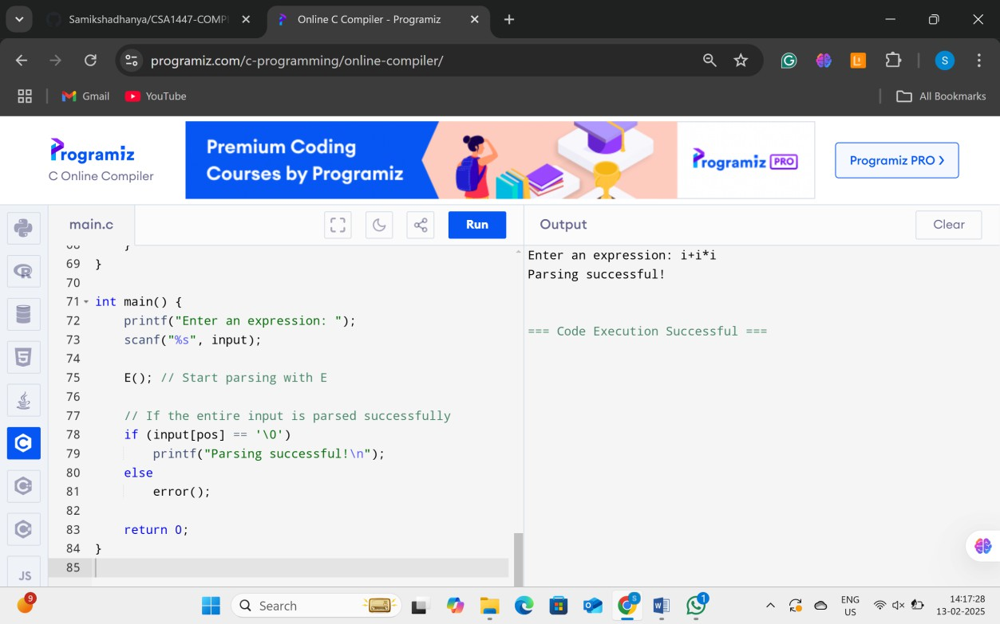 Samikshadhanya/CSA1447-COMPI
Online C Compiler - Programiz
programiz.com/c-programming/online-compiler/
S
Gmail
YouTube
All Bookmarks
Programiz
C Online Compiler
Premium Coding
Courses by Programiz
Programiz PRO
Programiz PRO
main.c
Run
Output
Clear
68     }
69 }
70
71 int main() {
72     printf("Enter an expression: ");
73     scanf("%s", input);
74
75     E(); // Start parsing with E
76
77     // If the entire input is parsed successfully
78     if (input[pos] == '\0')
79         printf("Parsing successful!\n");
80     else
81         error();
82
83     return 0;
84 }
85
Enter an expression: i+i*i
Parsing successful!
=== Code Execution Successful ===
JS
9
Search
S
1
ENG
US
14:17:28
13-02-2025